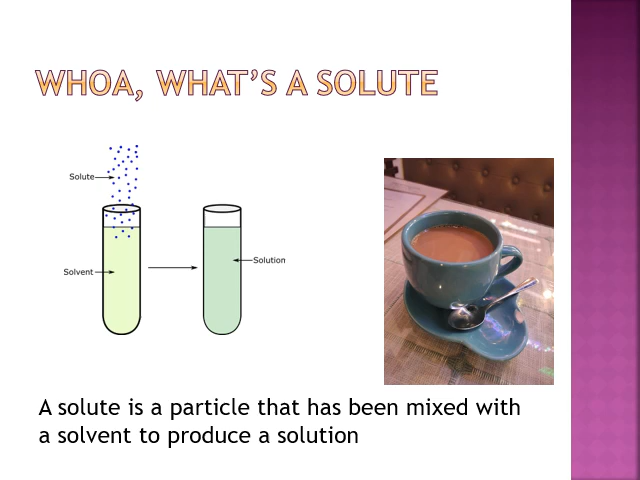 WHOA, WHAT'S A SOLUTE
Solute
Solvent
Solution
A solute is a particle that has been mixed with
a solvent to produce a solution